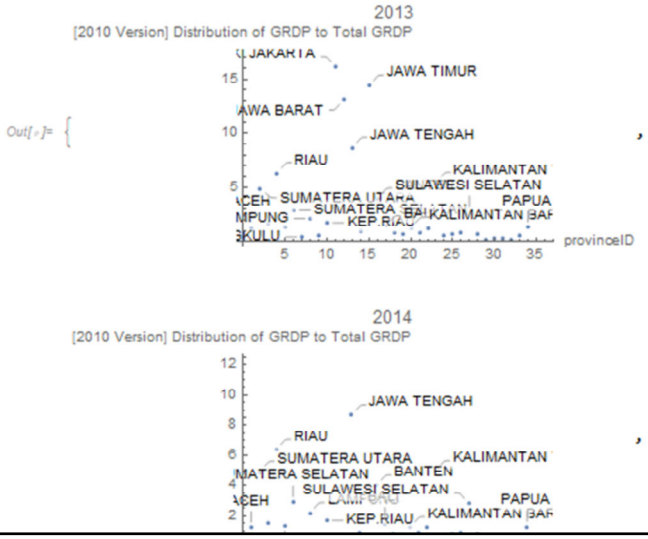 2013
[2010 Version] Distribution of GRDP to Total GRDP
JAKARTA
15
JAWA TIMUR
AWA BARAT
Out[ ]= {
10
JAWA TENGAH
,
RIAU
KALIMANTAN
5
SULAWESI SELATAN
ACEH
SUMATERA UTARA
PAPUA
MPUNG
SUMATERA SELATAN
KEP.RIAU
BALI
KALIMANTAN BAR
GKULU
5 10 15 20 25 30 35
provinceID
2014
[2010 Version] Distribution of GRDP to Total GRDP
12
10
JAWA TENGAH
8
RIAU
,
6
SUMATERA UTARA
KALIMANTAN
MATERA SELATAN
BANTEN
4
SULAWESI SELATAN
ACEH
PAPUA
2
KEP.RIAU
KALIMANTAN BAR